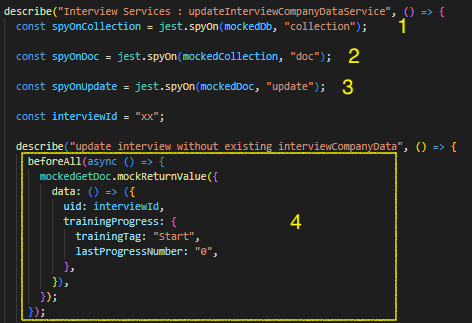 describe("Interview Services : updateInterviewCompanyDataService", () => {
const spyOnCollection = jest.spyOn(mockedDb, "collection"); 1
const spyOnDoc = jest.spyOn(mockedCollection, "doc"); 2
const spyOnUpdate = jest.spyOn(mockedDoc, "update"); 3
const interviewId = "xx";
describe("update interview without existing interviewCompanyData", () => {
beforeAll(async () => {
mockedGetDoc.mockReturnValue({
data: () => ({
uid: interviewId,
trainingProgress: { 4
trainingTag: "Start",
lastProgressNumber: "0",
},
}),
});
});